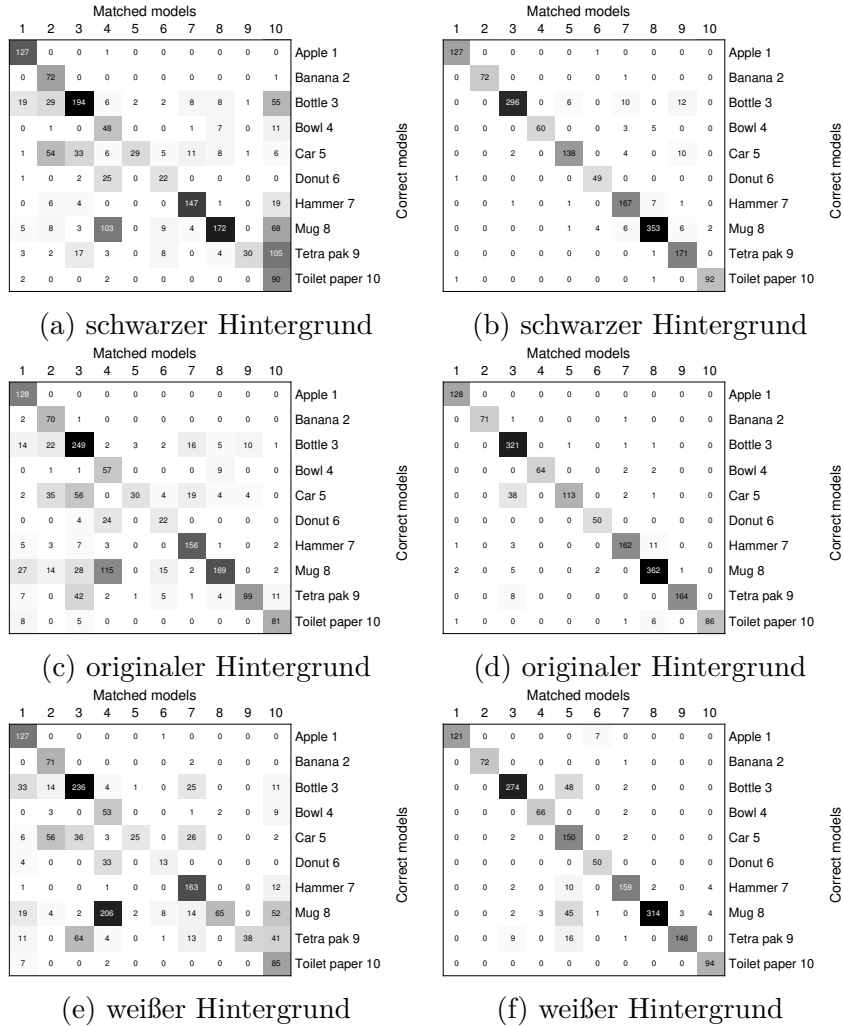 Matched models
1 2 3 4 5 6 7 8 9 10
127 0 0 1 0 0 0 0 0 0 Apple 1
0 72 0 0 0 0 0 0 0 1 Banana 2
19 29 194 6 2 2 8 8 1 55 Bottle 3
0 1 0 48 0 0 1 7 0 11 Bowl 4
1 54 33 6 29 5 11 8 1 6 Car 5
1 0 2 25 0 22 0 0 0 0 Donut 6
0 6 4 0 0 0 147 1 0 19 Hammer 7
5 8 3 103 0 9 4 172 0 68 Mug 8
3 2 17 3 0 8 0 4 30 105 Tetra pak 9
2 0 0 2 0 0 0 0 0 90 Toilet paper 10
Correct models
(a) schwarzer Hintergrund
Matched models
1 2 3 4 5 6 7 8 9 10
127 0 0 0 0 1 0 0 0 0 Apple 1
0 72 0 0 0 0 1 0 0 0 Banana 2
0 0 296 0 6 0 10 0 12 0 Bottle 3
0 0 0 60 0 0 3 5 0 0 Bowl 4
0 0 2 0 138 0 4 0 10 0 Car 5
1 0 0 0 0 49 0 0 0 0 Donut 6
0 0 1 0 1 0 167 7 1 0 Hammer 7
0 0 0 0 1 4 6 353 6 2 Mug 8
0 0 0 0 0 0 0 1 171 0 Tetra pak 9
1 0 0 0 0 0 0 0 1 92 Toilet paper 10
Correct models
(b) schwarzer Hintergrund
Matched models
1 2 3 4 5 6 7 8 9 10
128 0 0 0 0 0 0 0 0 0 Apple 1
2 70 0 0 0 0 1 0 0 0 Banana 2
14 22 249 2 3 2 16 5 10 1 Bottle 3
0 1 1 57 0 0 0 9 0 0 Bowl 4
2 35 56 0 30 4 19 4 4 0 Car 5
0 0 4 24 0 22 0 0 0 0 Donut 6
5 3 7 3 0 0 156 1 0 2 Hammer 7
27 14 28 115 0 15 2 169 0 2 Mug 8
7 0 42 2 1 5 1 4 99 11 Tetra pak 9
8 0 5 0 0 0 0 0 0 81 Toilet paper 10
Correct models
(c) originaler Hintergrund
Matched models
1 2 3 4 5 6 7 8 9 10
128 0 0 0 0 0 0 0 0 0 Apple 1
0 71 1 0 0 0 1 0 0 0 Banana 2
0 0 321 0 1 0 1 1 0 0 Bottle 3
0 0 0 64 0 0 2 2 0 0 Bowl 4
0 0 38 0 113 0 2 1 0 0 Car 5
0 0 0 0 0 50 0 0 0 0 Donut 6
1 0 3 0 0 0 162 11 0 0 Hammer 7
2 0 5 0 0 2 0 362 1 0 Mug 8
0 0 8 0 0 0 0 0 164 0 Tetra pak 9
1 0 0 0 0 0 1 6 0 86 Toilet paper 10
Correct models
(d) originaler Hintergrund
Matched models
1 2 3 4 5 6 7 8 9 10
127 0 0 0 0 1 0 0 0 0 Apple 1
0 71 0 0 0 0 2 0 0 0 Banana 2
33 14 236 4 1 0 25 0 0 11 Bottle 3
0 3 0 53 0 0 1 2 0 9 Bowl 4
6 56 36 3 25 0 26 0 0 2 Car 5
4 0 0 33 0 13 0 0 0 0 Donut 6
1 0 0 1 0 0 163 0 0 12 Hammer 7
19 4 2 206 2 8 14 65 0 52 Mug 8
11 0 64 4 0 1 13 0 38 41 Tetra pak 9
7 0 0 2 0 0 0 0 0 85 Toilet paper 10
Correct models
(e) weißer Hintergrund
Matched models
1 2 3 4 5 6 7 8 9 10
121 0 0 0 0 7 0 0 0 0 Apple 1
0 72 0 0 0 0 1 0 0 0 Banana 2
0 0 274 0 48 0 2 0 0 0 Bottle 3
0 0 0 66 0 0 2 0 0 0 Bowl 4
0 0 2 0 150 0 2 0 0 0 Car 5
0 0 0 0 0 50 0 0 0 0 Donut 6
0 0 2 0 10 0 159 2 0 4 Hammer 7
0 0 2 3 45 1 0 314 3 4 Mug 8
0 0 9 0 16 0 1 0 146 0 Tetra pak 9
0 0 0 0 0 0 0 0 0 94 Toilet paper 10
Correct models
(f) weißer Hintergrund